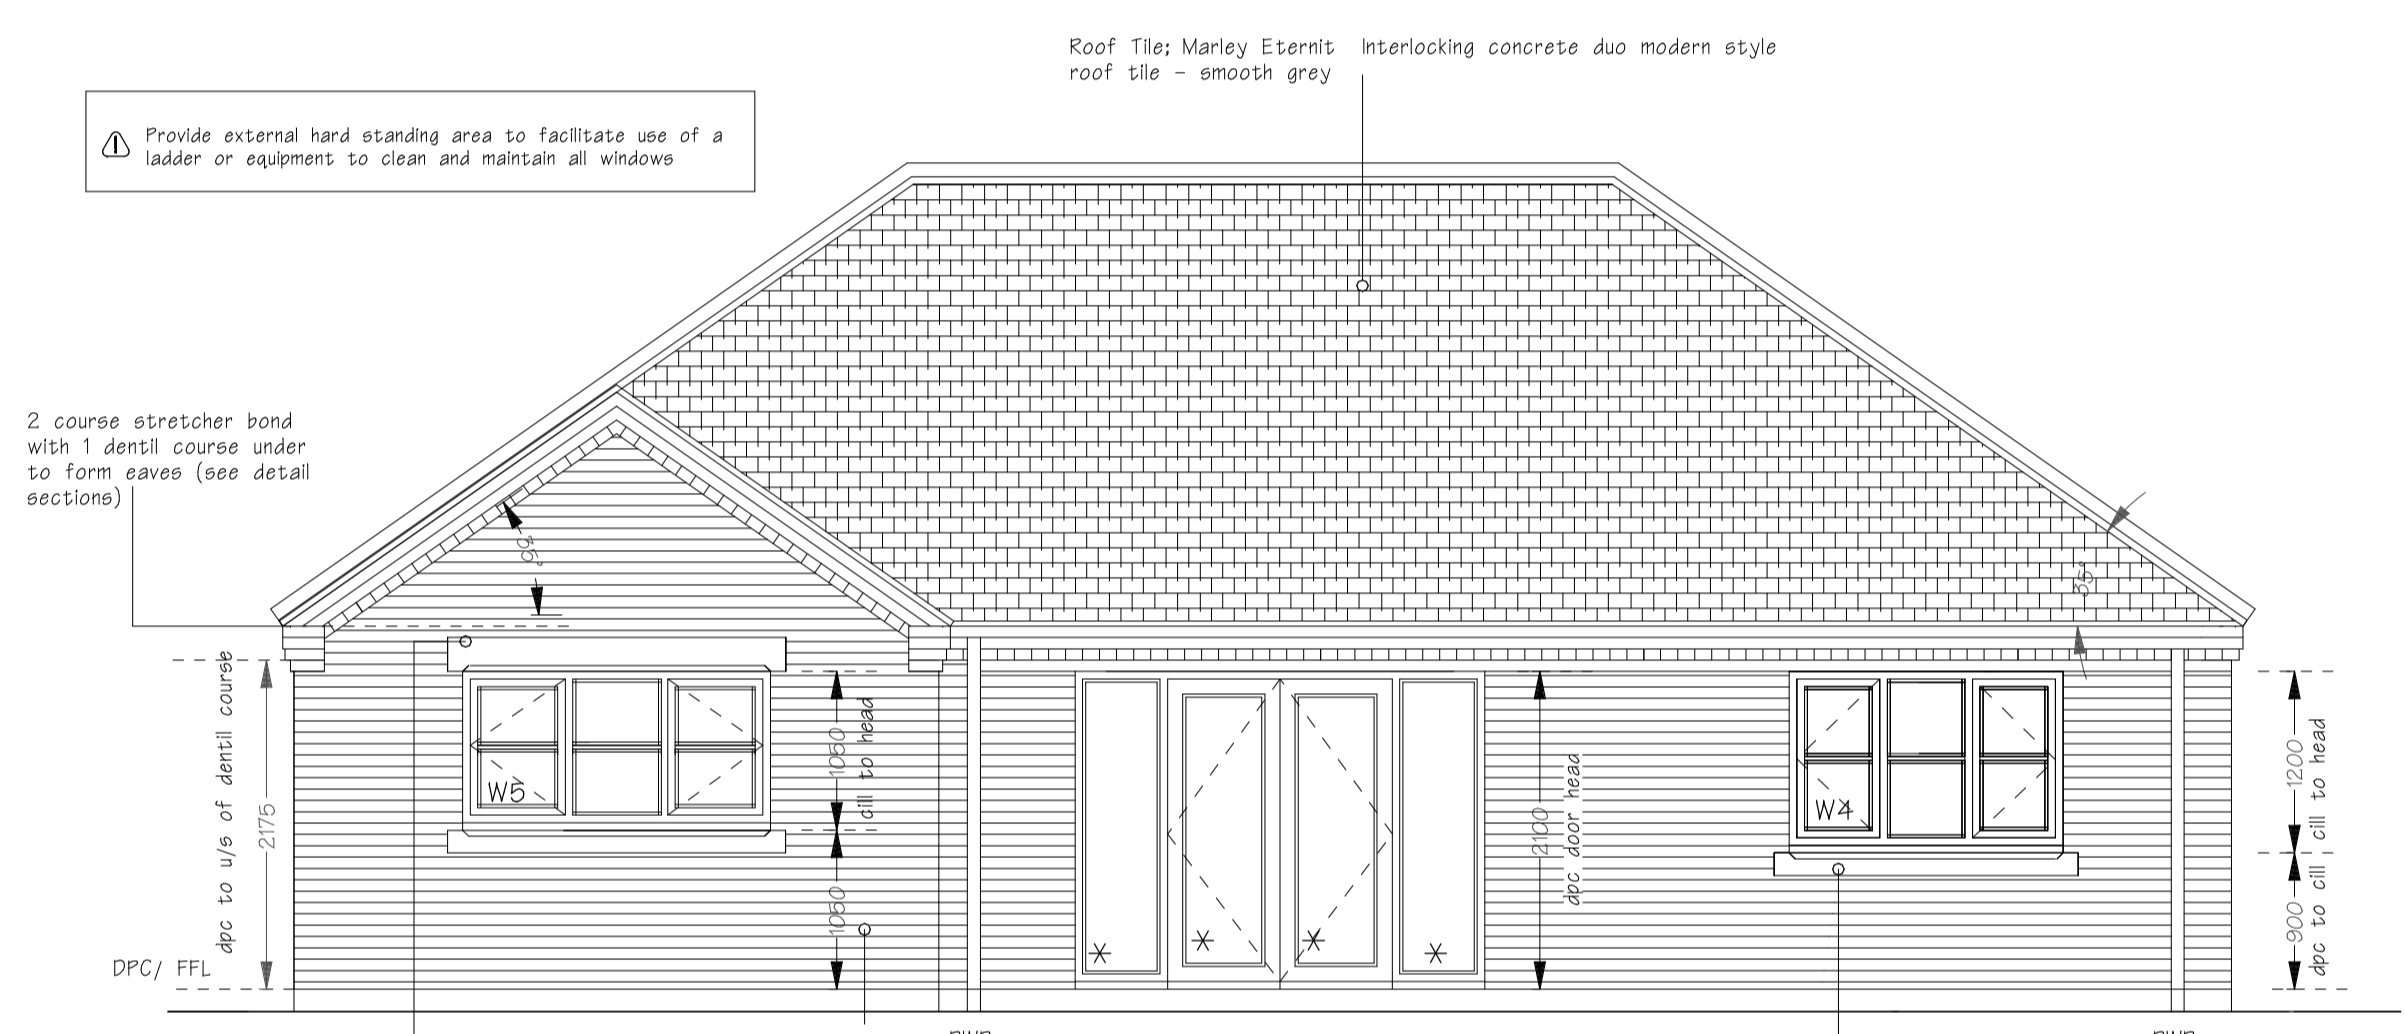 Roof Tile; Marley Eternit Interlocking concrete duo modern style
roof tile - smooth grey
Provide external hard standing area to facilitate use of a
ladder or equipment to clean and maintain all windows
2 course stretcher bond
with 1 dentil course under
to form eaves (see detail
sections)
35°
35°
dpc to u/s of dentil course
2175
DPC/ FFL
W5
1050
cill to head
1050
2100
dpc door head
W4
1200
cill to head
900
dpc to cill